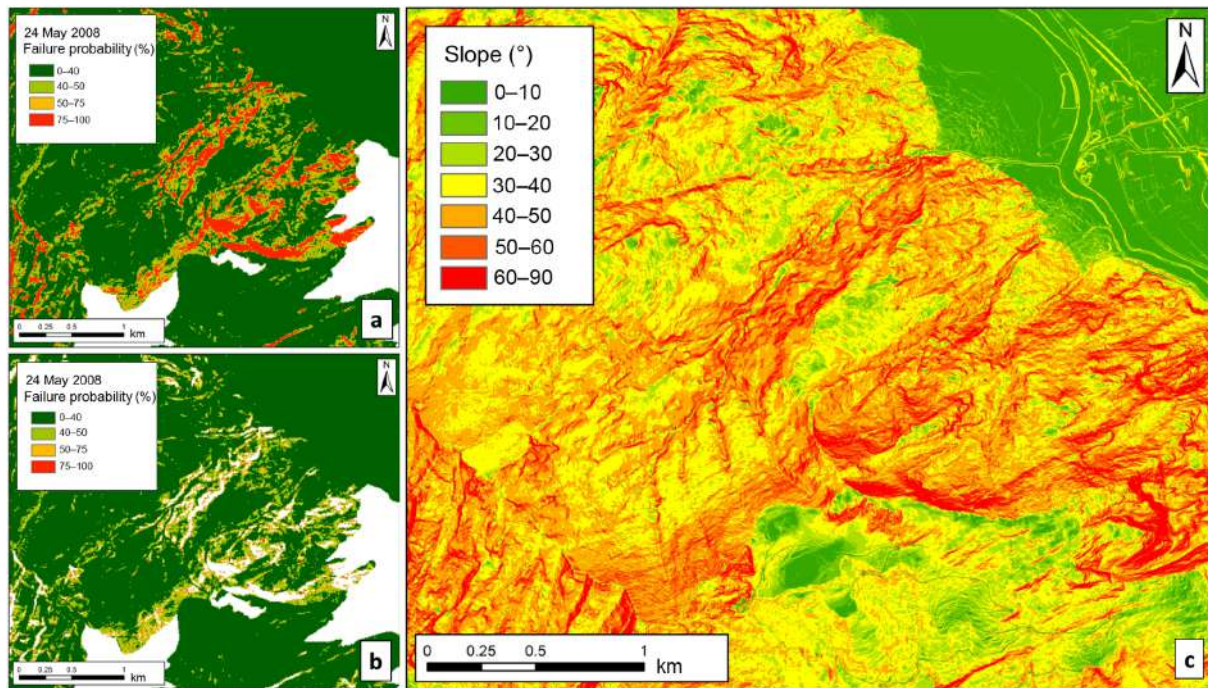 24 May 2008
Failure probability (%)
0–40
40–50
50–75
75–100
N
0 0.25 0.5 1
km
a
24 May 2008
Failure probability (%)
0–40
40–50
50–75
75–100
N
0 0.25 0.5 1
km
b
Slope (°)
0–10
10–20
20–30
30–40
40–50
50–60
60–90
N
0 0.25 0.5 1
km
c